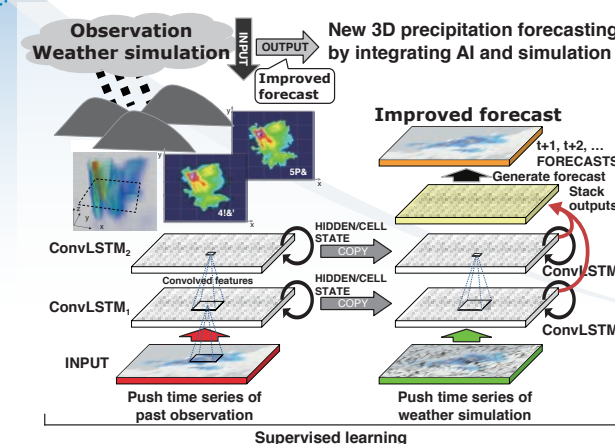 Observation
Weather simulation
INPUT
OUTPUT
Improved
forecast
New 3D precipitation forecasting
by integrating AI and simulation
y
x
5P&
y
x
4!&'
z
y
x
Improved forecast
t+1, t+2, ...
FORECASTS
Generate forecast
Stack
outputs
ConvLSTM2
Convolved features
HIDDEN/CELL
STATE
COPY
ConvLSTM
ConvLSTM1
HIDDEN/CELL
STATE
COPY
ConvLSTM
INPUT
Push time series of
past observation
Push time series of
weather simulation
Supervised learning